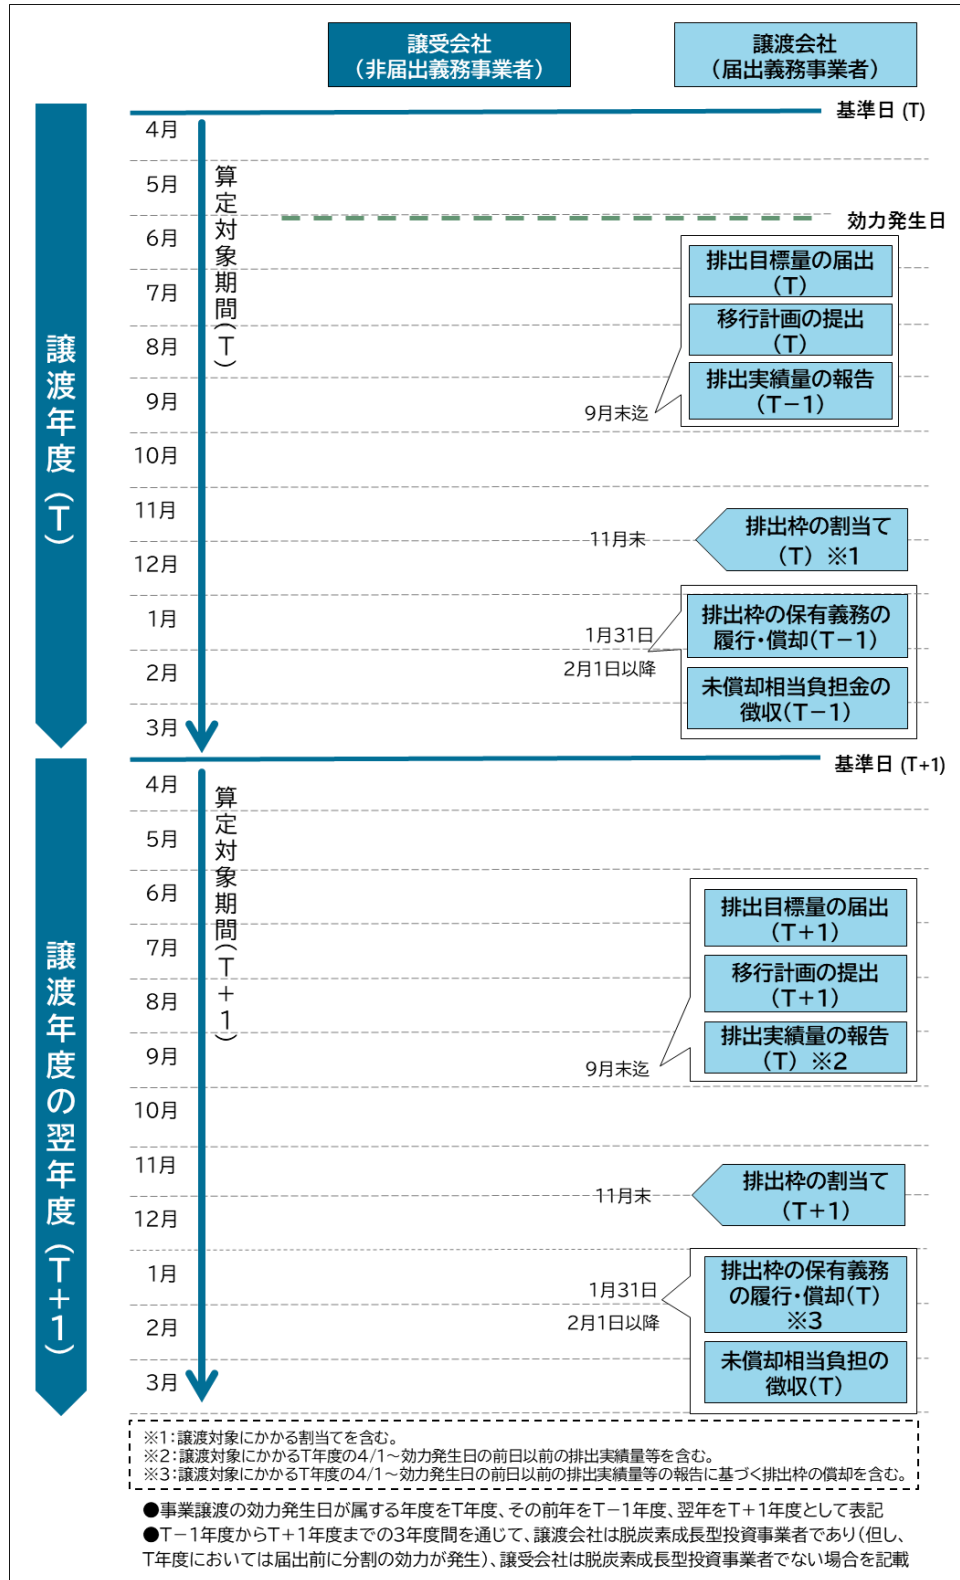 譲受会社
（非届出義務事業者）
譲渡会社
（届出義務事業者）
基準日 (T)
譲渡年度（T）
算定対象期間（T）
4月
5月
効力発生日
6月
排出目標量の届出
（T）
7月
移行計画の提出
（T）
8月
排出実績量の報告
（T－1）
9月
9月末迄
10月
11月
排出枠の割当て
（T）※1
11月末
12月
1月
排出枠の保有義務の
履行・償却（T－1）
1月31日
2月1日以降
2月
未償却相当負担金の
徴収（T－1）
3月
基準日 (T+1)
譲渡年度の翌年度（T＋1）
算定対象期間（T＋1）
4月
5月
6月
排出目標量の届出
（T＋1）
7月
移行計画の提出
（T＋1）
8月
排出実績量の報告
（T）※2
9月
9月末迄
10月
11月
排出枠の割当て
（T＋1）
11月末
12月
1月
排出枠の保有義務
の履行・償却（T）
※3
1月31日
2月1日以降
2月
未償却相当負担の
徴収（T）
3月
※1：譲渡対象にかかる割当てを含む。
※2：譲渡対象にかかるT年度の4/1～効力発生日の前日以前の排出実績量等を含む。
※3：譲渡対象にかかるT年度の4/1～効力発生日の前日以前の排出実績量等の報告に基づく排出枠の償却を含む。
●事業譲渡の効力発生日が属する年度をT年度、その前年をT－1年度、翌年をT＋1年度として表記
●T－1年度からT＋1年度までの3年度間を通じて、譲渡会社は脱炭素成長型投資事業者であり（但し、
T年度においては届出前に分割の効力が発生）、譲受会社は脱炭素成長型投資事業者でない場合を記載